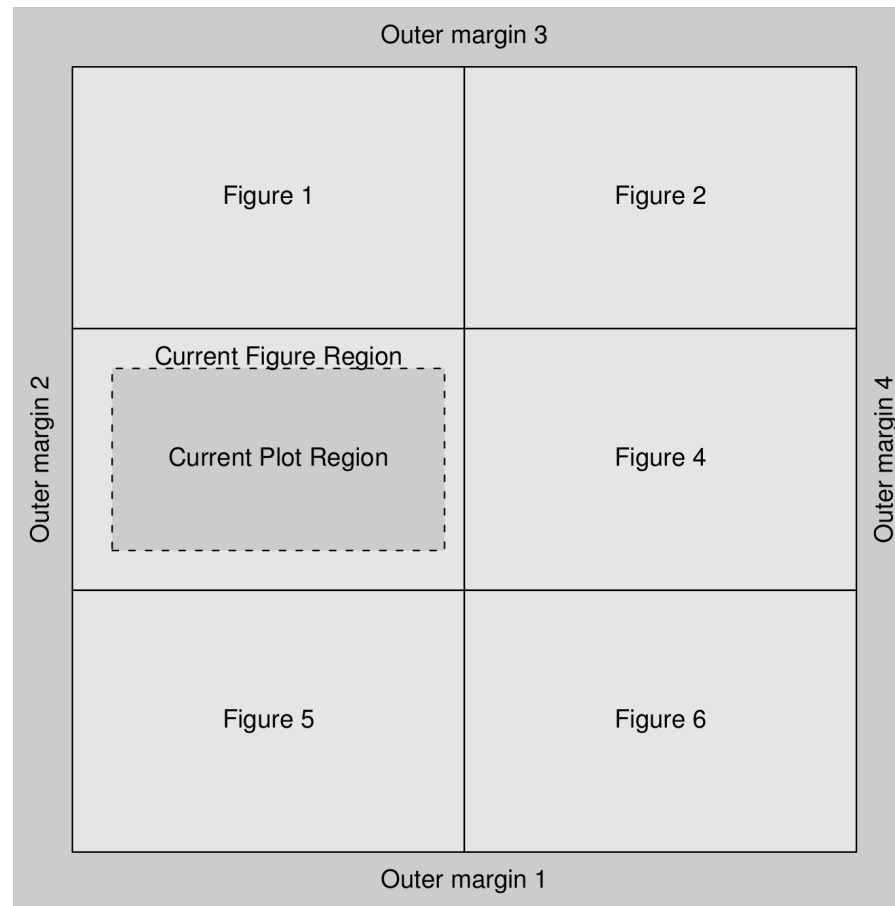 Outer margin 3
Figure 1
Figure 2
Outer margin 2
Current Figure Region
Current Plot Region
Figure 4
Outer margin 4
Figure 5
Figure 6
Outer margin 1